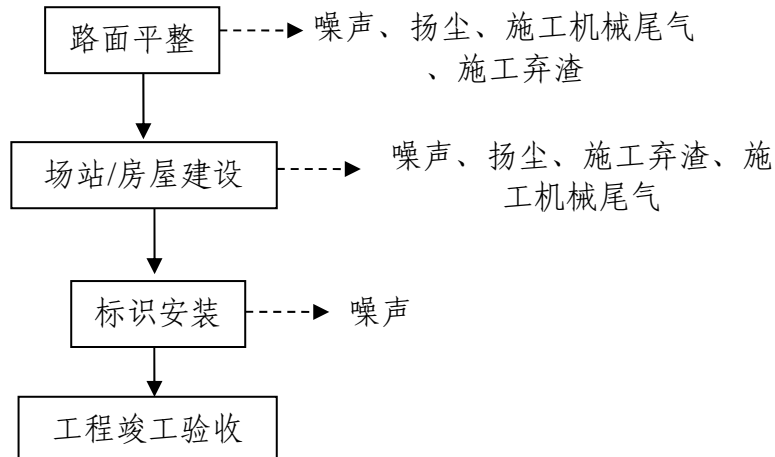 路面平整
噪声、扬尘、施工机械尾气
、施工弃渣
场站/房屋建设
噪声、扬尘、施工弃渣、施
工机械尾气
标识安装
噪声
工程竣工验收